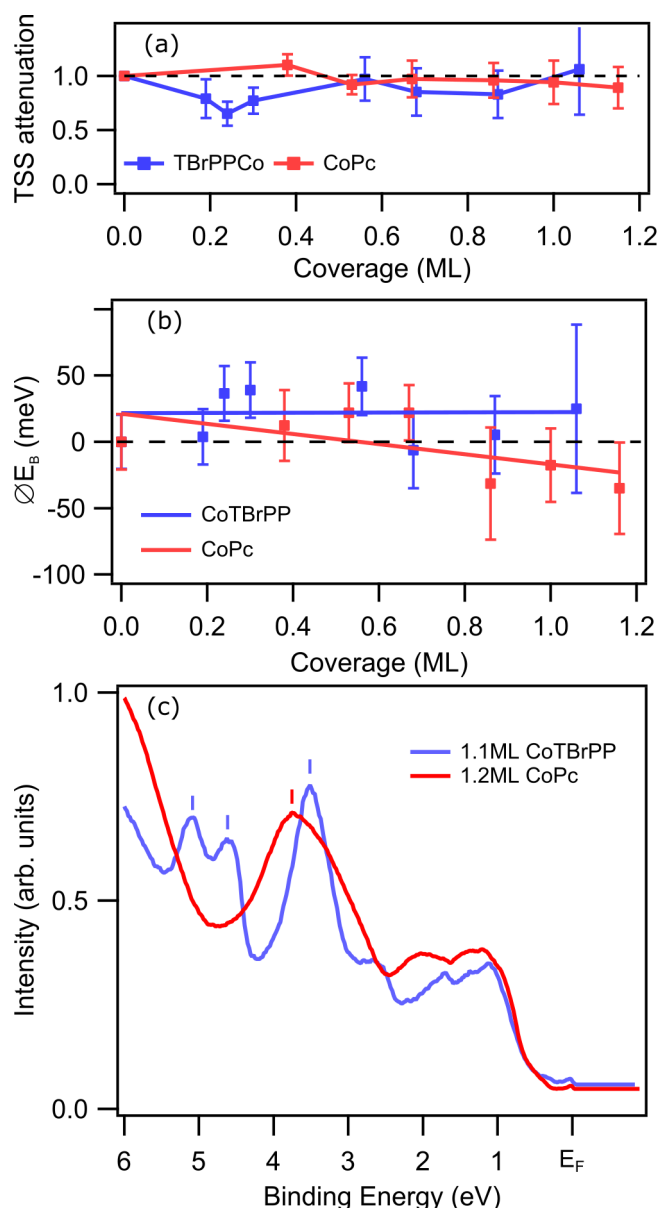 (a)
TSS attenuation
1.0
0.5
0.0
TBrPPCo
CoPc
0.0 0.2 0.4 0.6 0.8 1.0 1.2
Coverage (ML)
(b)
∅E_B (meV)
50
0
-50
-100
CoTBrPP
CoPc
0.0 0.2 0.4 0.6 0.8 1.0 1.2
Coverage (ML)
(c)
Intensity (arb. units)
1.0
0.5
0.0
1.1ML CoTBrPP
1.2ML CoPc
6 5 4 3 2 1 E_F
Binding Energy (eV)